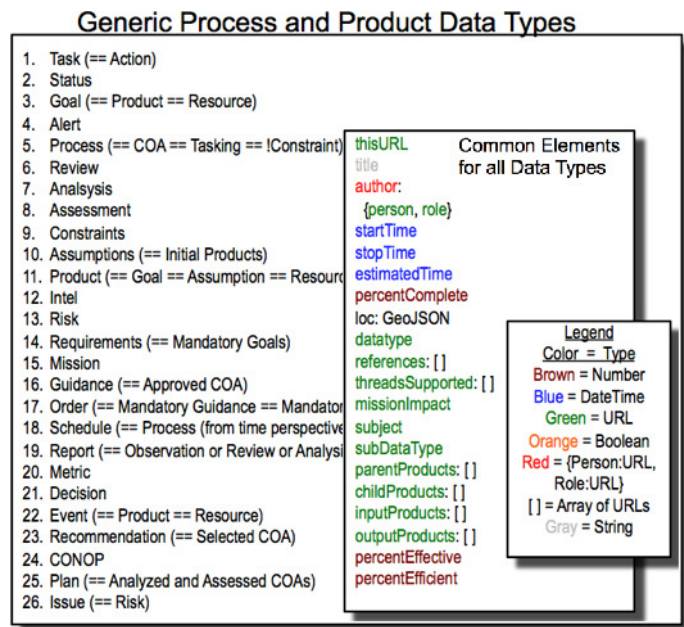 Generic Process and Product Data Types
1. Task (== Action)
2. Status
3. Goal (== Product == Resource)
4. Alert
5. Process (== COA == Tasking == !Constraint)
6. Review
7. Analsysis
8. Assessment
9. Constraints
10. Assumptions (== Initial Products)
11. Product (== Goal == Assumption == Resourc
12. Intel
13. Risk
14. Requirements (== Mandatory Goals)
15. Mission
16. Guidance (== Approved COA)
17. Order (== Mandatory Guidance == Mandator
18. Schedule (== Process (from time perspective
19. Report (== Observation or Review or Analysi
20. Metric
21. Decision
22. Event (== Product == Resource)
23. Recommendation (== Selected COA)
24. CONOP
25. Plan (== Analyzed and Assessed COAs)
26. Issue (== Risk)
Common Elements
for all Data Types
thisURL
title
author:
{person, role}
startTime
stopTime
estimatedTime
percentComplete
loc: GeoJSON
datatype
references: [ ]
threadsSupported: [ ]
missionImpact
subject
subDataType
parentProducts: [ ]
childProducts: [ ]
inputProducts: [ ]
outputProducts: [ ]
percentEffective
percentEfficient
Legend
Color = Type
Brown = Number
Blue = DateTime
Green = URL
Orange = Boolean
Red = {Person:URL,
Role:URL}
[ ] = Array of URLs
Gray = String